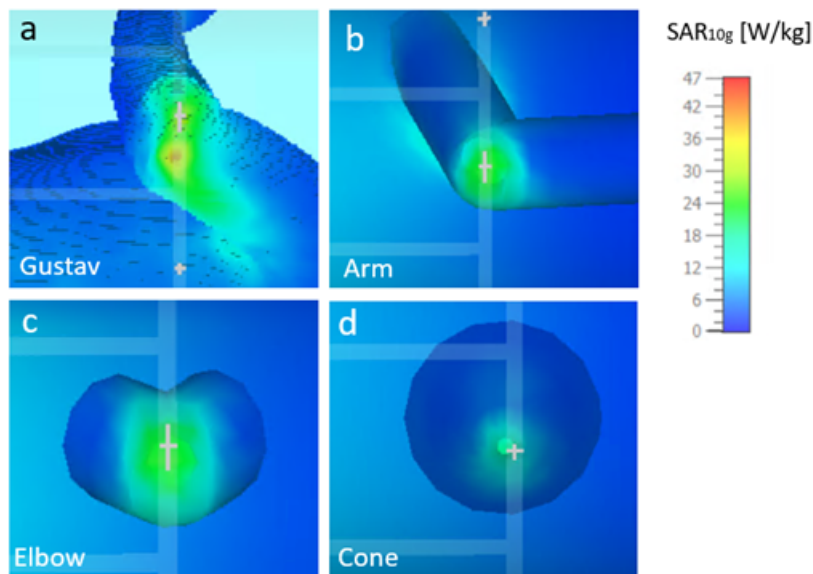 a
b
SAR10g [W/kg]
47
42
36
30
24
18
12
6
0
Gustav
Arm
c
d
Elbow
Cone